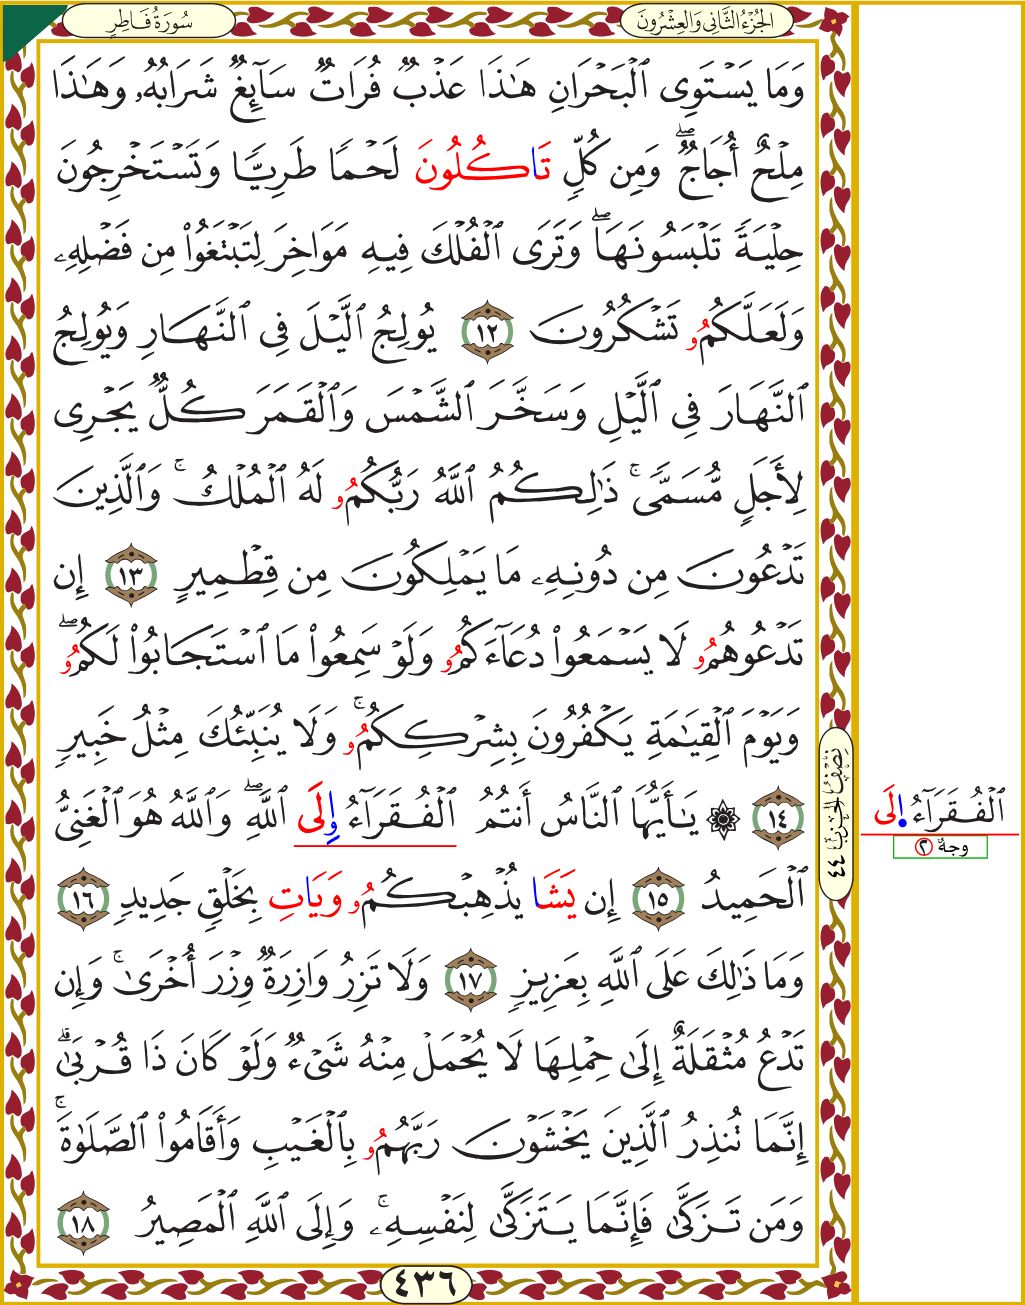 سُورَةُ فَاطِرٍ
الجُزْءُ الثَّانِي وَالعِشْرُونَ
وَمَا يَسْتَوِي ٱلْبَحْرَانِ هَٰذَا عَذْبٌ فُرَاتٌ سَآئِغٌ شَرَابُهُۥ وَهَٰذَا
مِلْحٌ أُجَاجٌ ۖ وَمِن كُلٍّ تَاكُلُونَ لَحْمًا طَرِيًّا وَتَسْتَخْرِجُونَ
حِلْيَةً تَلْبَسُونَهَا ۖ وَتَرَى ٱلْفُلْكَ فِيهِ مَوَاخِرَ لِتَبْتَغُوا۟ مِن فَضْلِهِۦ
وَلَعَلَّكُمُۥ تَشْكُرُونَ ١٢ يُولِجُ ٱلَّيْلَ فِى ٱلنَّهَارِ وَيُولِجُ
ٱلنَّهَارَ فِى ٱلَّيْلِ وَسَخَّرَ ٱلشَّمْسَ وَٱلْقَمَرَ كُلٌّ يَجْرِى
لِأَجَلٍ مُّسَمًّى ۚ ذَٰلِكُمُ ٱللَّهُ رَبُّكُمُۥ لَهُ ٱلْمُلْكُ ۚ وَٱلَّذِينَ
تَدْعُونَ مِن دُونِهِۦ مَا يَمْلِكُونَ مِن قِطْمِيرٍ ١٣ إِن
تَدْعُوهُمُۥ لَا يَسْمَعُوا۟ دُعَآءَكُمُۥ وَلَوْ سَمِعُوا۟ مَا ٱسْتَجَابُوا۟ لَكُمُۥ ۖ
وَيَوْمَ ٱلْقِيَٰمَةِ يَكْفُرُونَ بِشِرْكِكُمُۥ ۚ وَلَا يُنَبِّئُكَ مِثْلُ خَبِيرٍ
١٤ ۞ يَٰٓأَيُّهَا ٱلنَّاسُ أَنتُمُ ٱلْفُقَرَآءُ وِلَى ٱللَّهِ ۖ وَٱللَّهُ هُوَ ٱلْغَنِىُّ
ٱلْحَمِيدُ ١٥ إِن يَشَا يُذْهِبْكُمُۥ وَيَاتِ بِخَلْقٍ جَدِيدٍ ١٦
وَمَا ذَٰلِكَ عَلَى ٱللَّهِ بِعَزِيزٍ ١٧ وَلَا تَزِرُ وَازِرَةٌ وِزْرَ أُخْرَىٰ ۚ وَإِن
تَدْعُ مُثْقَلَةٌ إِلَىٰ حِمْلِهَا لَا يُحْمَلْ مِنْهُ شَىْءٌ وَلَوْ كَانَ ذَا قُرْبَىٰٓ ۗ
إِنَّمَا تُنذِرُ ٱلَّذِينَ يَخْشَوْنَ رَبَّهُمُۥ بِٱلْغَيْبِ وَأَقَامُوا۟ ٱلصَّلَوٰةَ ۚ
وَمَن تَزَكَّىٰ فَإِنَّمَا يَتَزَكَّىٰ لِنَفْسِهِۦ ۚ وَإِلَى ٱللَّهِ ٱلْمَصِيرُ ١٨
٤٣٦
نِصْفُ الحِزْبِ ٤٤
ٱلْفُقَرَآءُ اِلَى
وجهٌ ٢